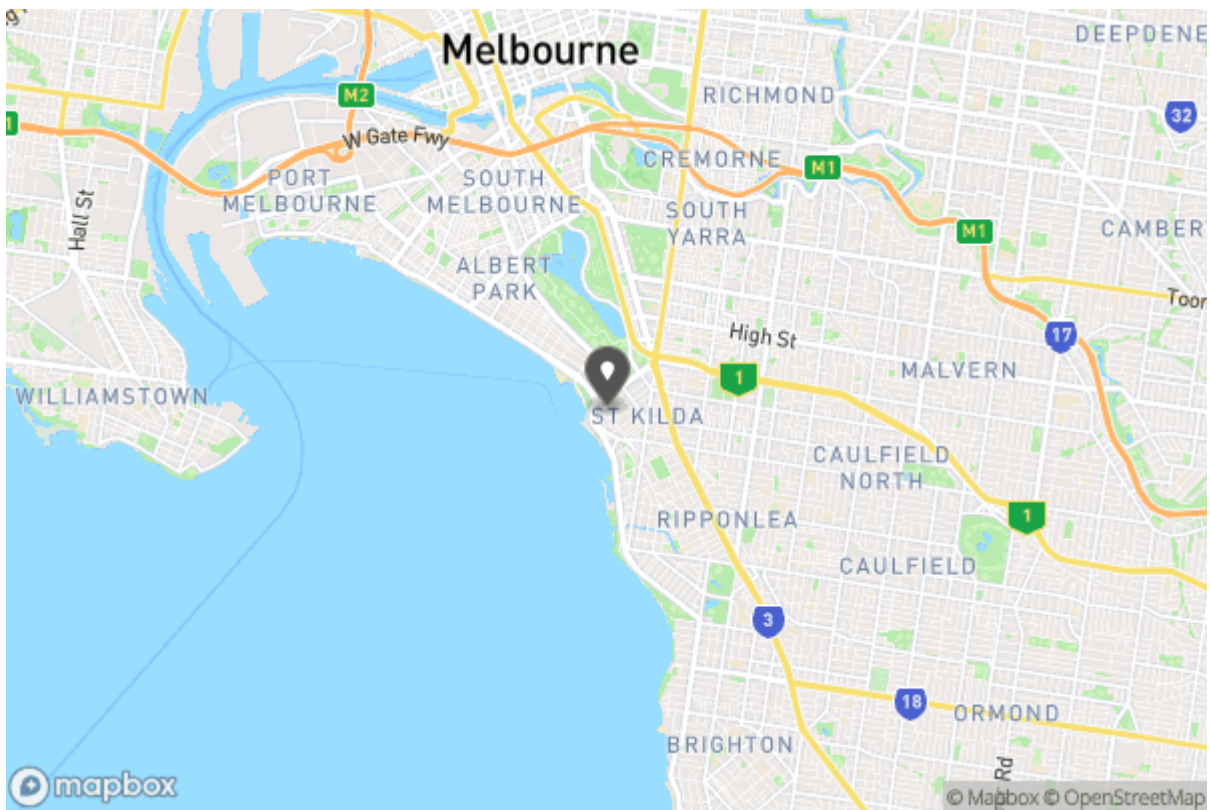 Melbourne
DEEPDENE
M2
RICHMOND
32
W Gate Fwy
CREMORNE
M1
PORT
MELBOURNE
SOUTH
MELBOURNE
Hall St
SOUTH
YARRA
M1
CAMBERT
ALBERT
PARK
Toor
High St
17
1
MALVERN
WILLIAMSTOWN
ST KILDA
CAULFIELD
NORTH
RIPPONLEA
1
CAULFIELD
3
18
ORMOND
BRIGHTON
Rd
mapbox
© Mapbox © OpenStreetMap